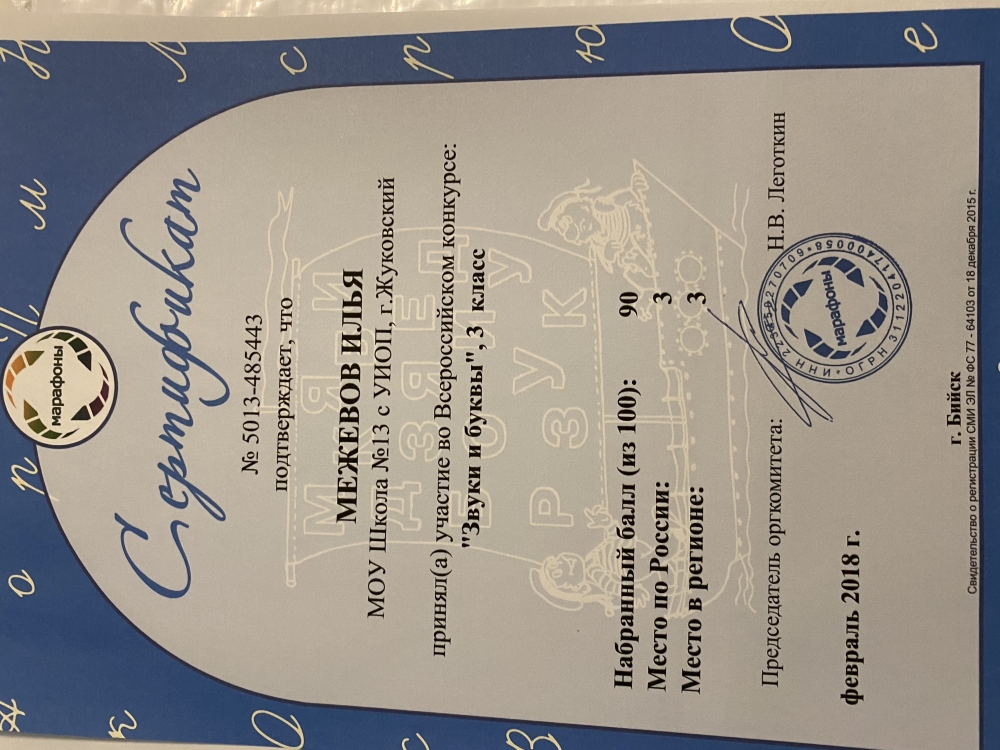 марафоны
Сертификат
№ 5013-485443
подтверждает, что
МЕЖЕВОВ ИЛЬЯ
МОУ Школа №13 с УИОП, г.Жуковский
принял(а) участие во Всероссийском конкурсе:
"Звуки и буквы", 3 класс
Набранный балл (из 100): 90
Место по России: 3
Место в регионе: 3
Председатель оргкомитета: Н.В. Леготкин
марафоны
февраль 2018 г.
г. Бийск
Свидетельство о регистрации СМИ ЭЛ № ФС 77 - 64103 от 18 декабря 2015 г.